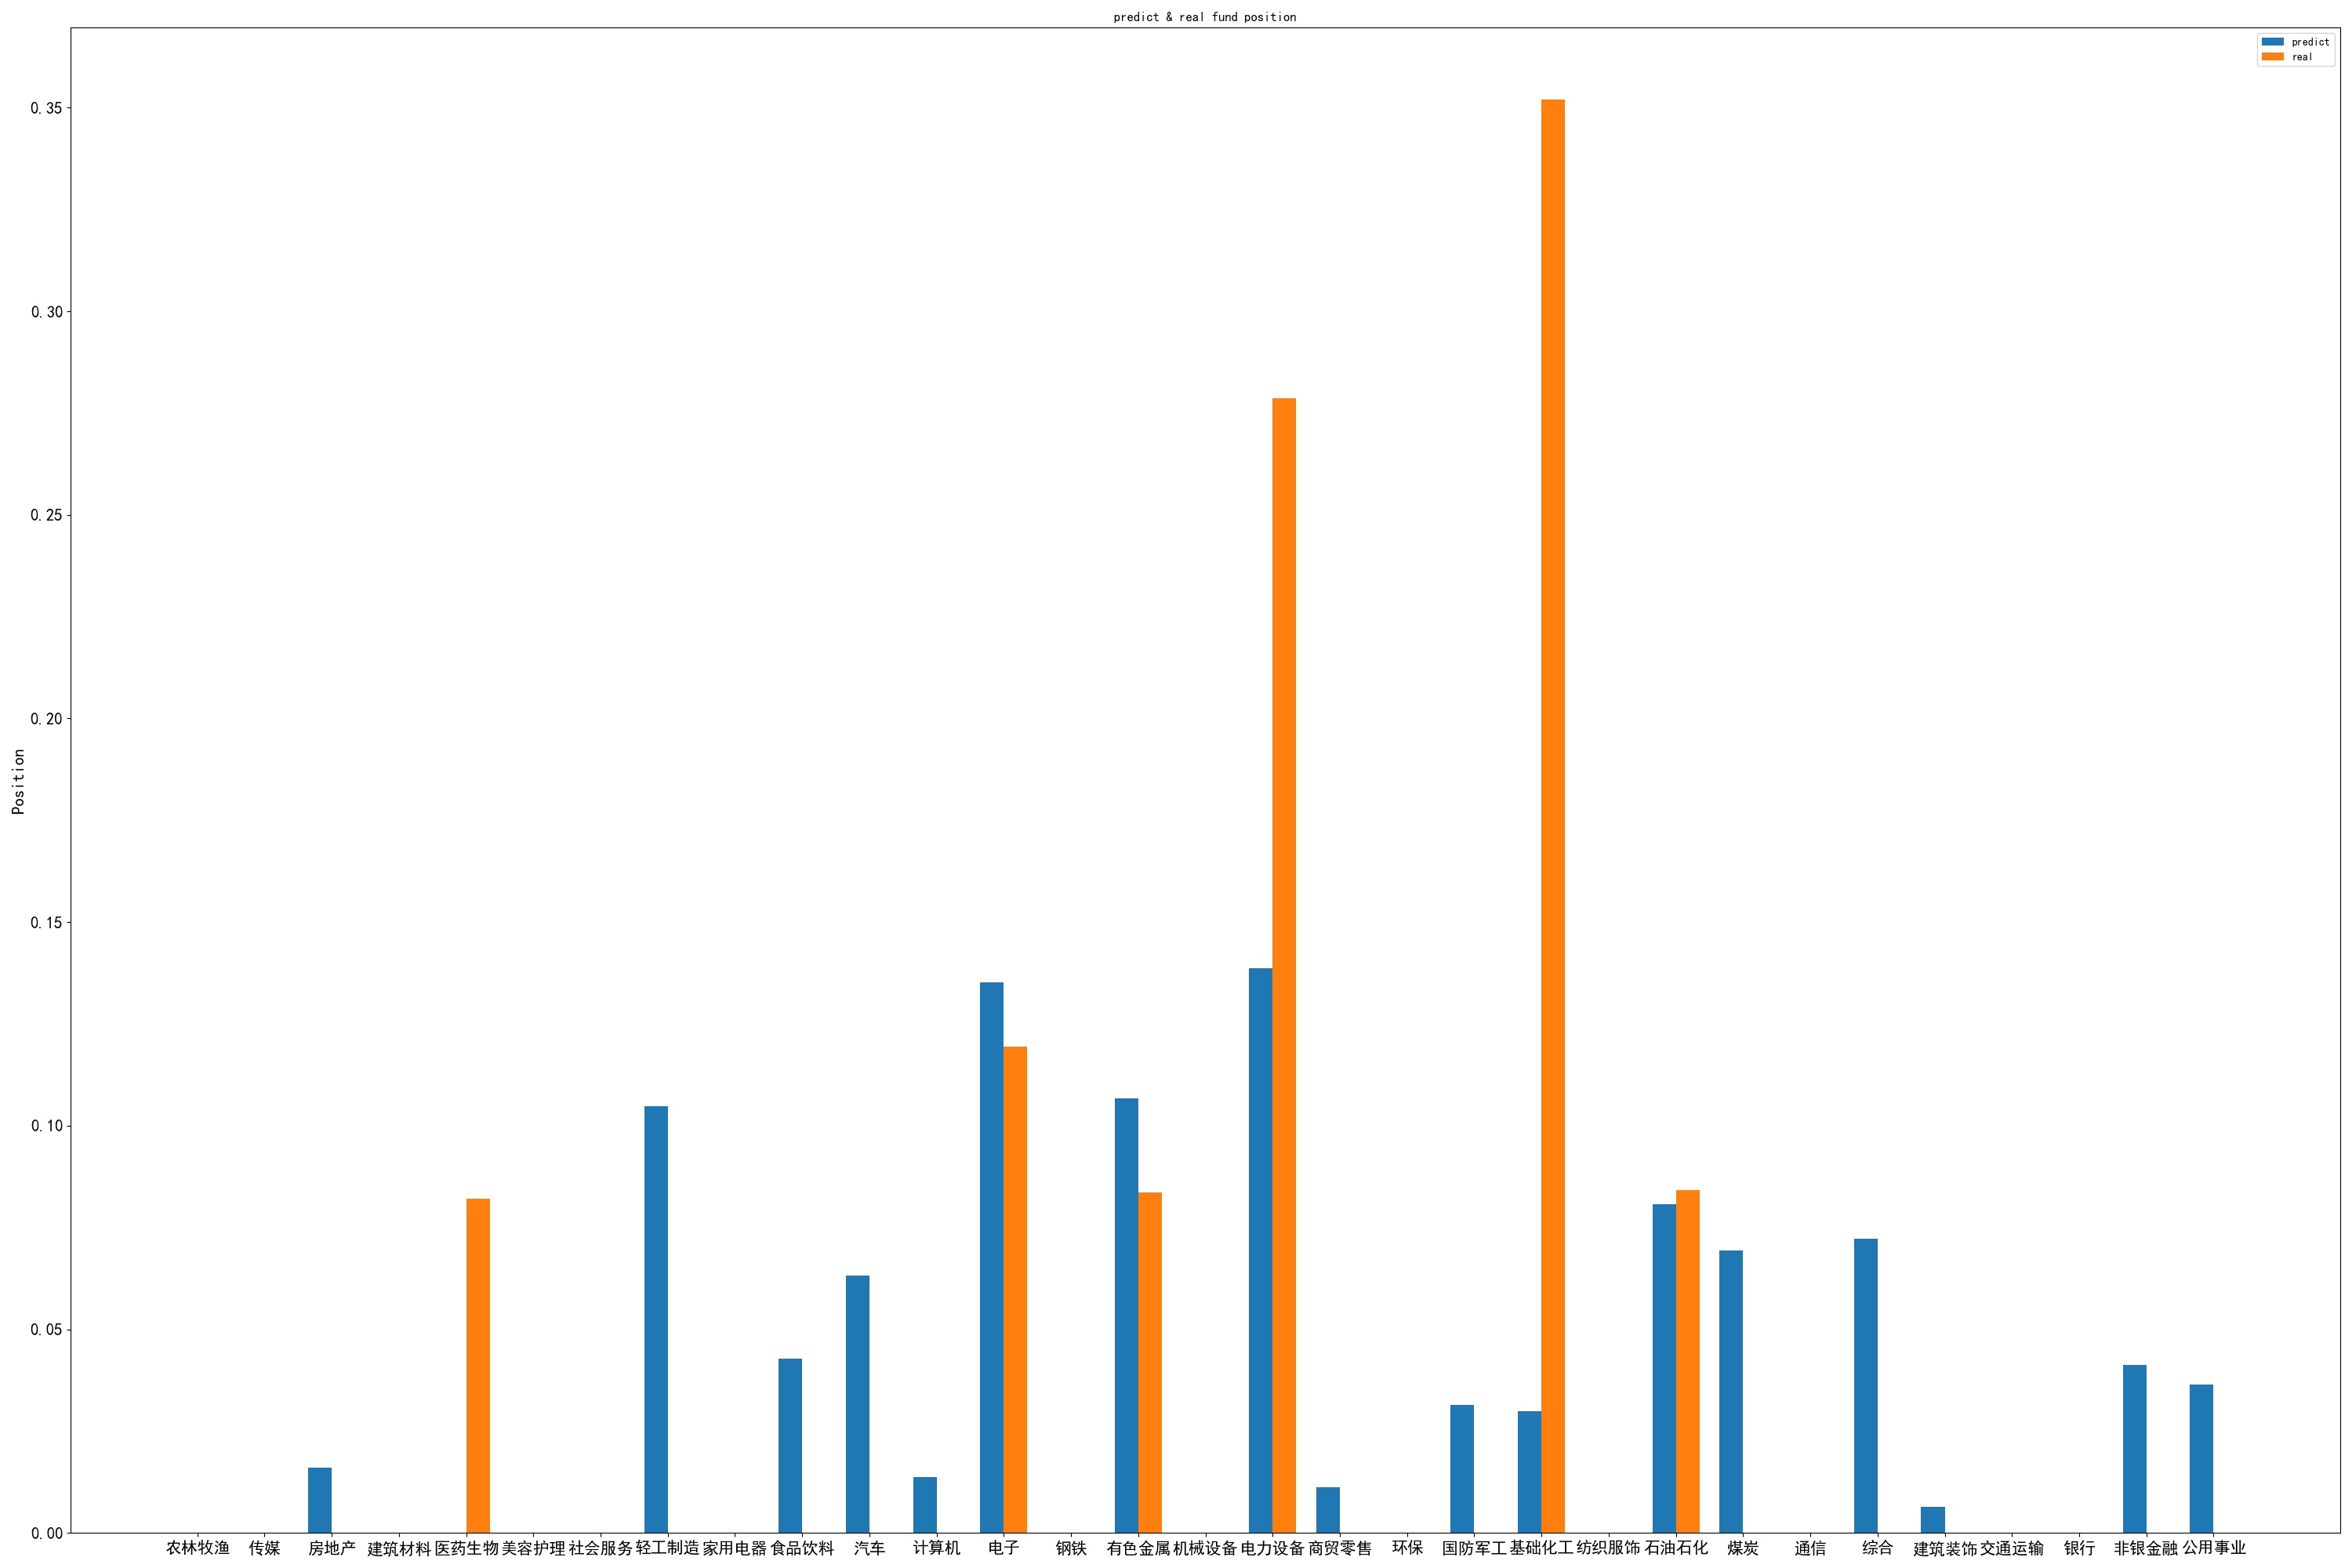 predict & real fund position
predict
real
0.35
0.30
0.25
0.20
0.15
0.10
0.05
0.00
Position
农林牧渔 传媒 房地产 建筑材料 医药生物 美容护理 社会服务 轻工制造 家用电器 食品饮料 汽车 计算机 电子 钢铁 有色金属 机械设备 电力设备 商贸零售 环保 国防军工 基础化工 纺织服饰 石油石化 煤炭 通信 综合 建筑装饰 交通运输 银行 非银金融 公用事业